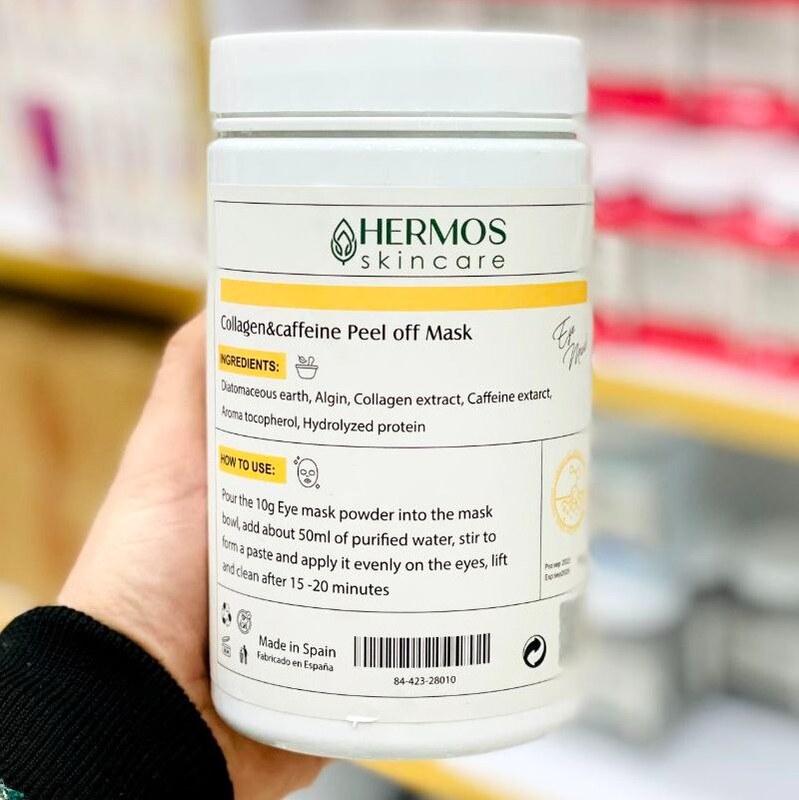 HERMOS
skincare
Collagen&caffeine Peel off Mask
Eye
INGREDIENTS:
Diatomaceous earth, Algin, Collagen extract, Caffeine extarct,
Aroma tocopherol, Hydrolyzed protein
HOW TO USE:
Pour the 10g Eye mask powder into the mask
bowl, add about 50ml of purified water, stir to
form a paste and apply it evenly on the eyes, lift
and clean after 15 -20 minutes
Made in Spain
Fabricado en España
84-423-28010